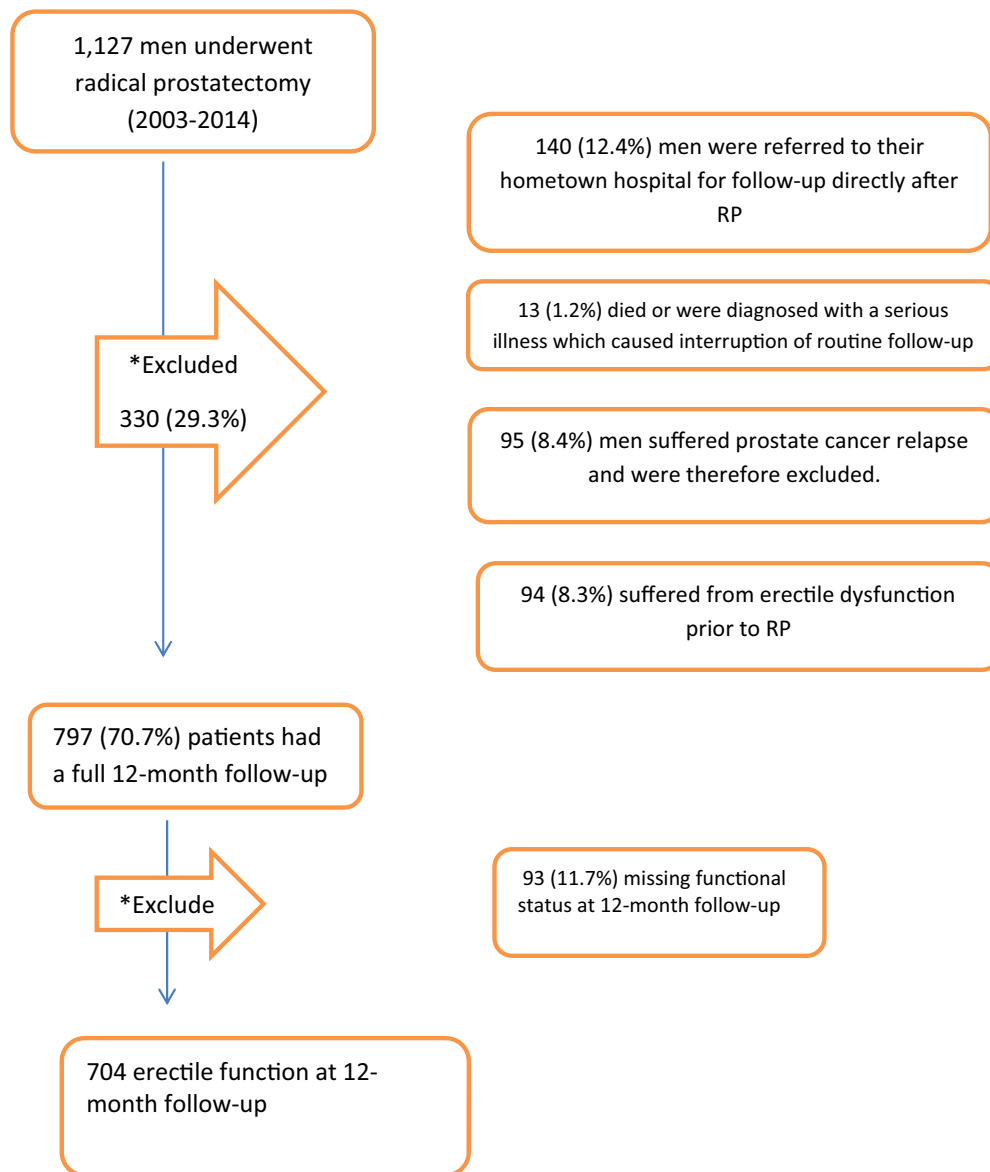 1,127 men underwent
radical prostatectomy
(2003-2014)
140 (12.4%) men were referred to their
hometown hospital for follow-up directly after
RP
13 (1.2%) died or were diagnosed with a serious
illness which caused interruption of routine follow-up
*Excluded
330 (29.3%)
95 (8.4%) men suffered prostate cancer relapse
and were therefore excluded.
94 (8.3%) suffered from erectile dysfunction
prior to RP
797 (70.7%) patients had
a full 12-month follow-up
*Exclude
93 (11.7%) missing functional
status at 12-month follow-up
704 erectile function at 12-
month follow-up